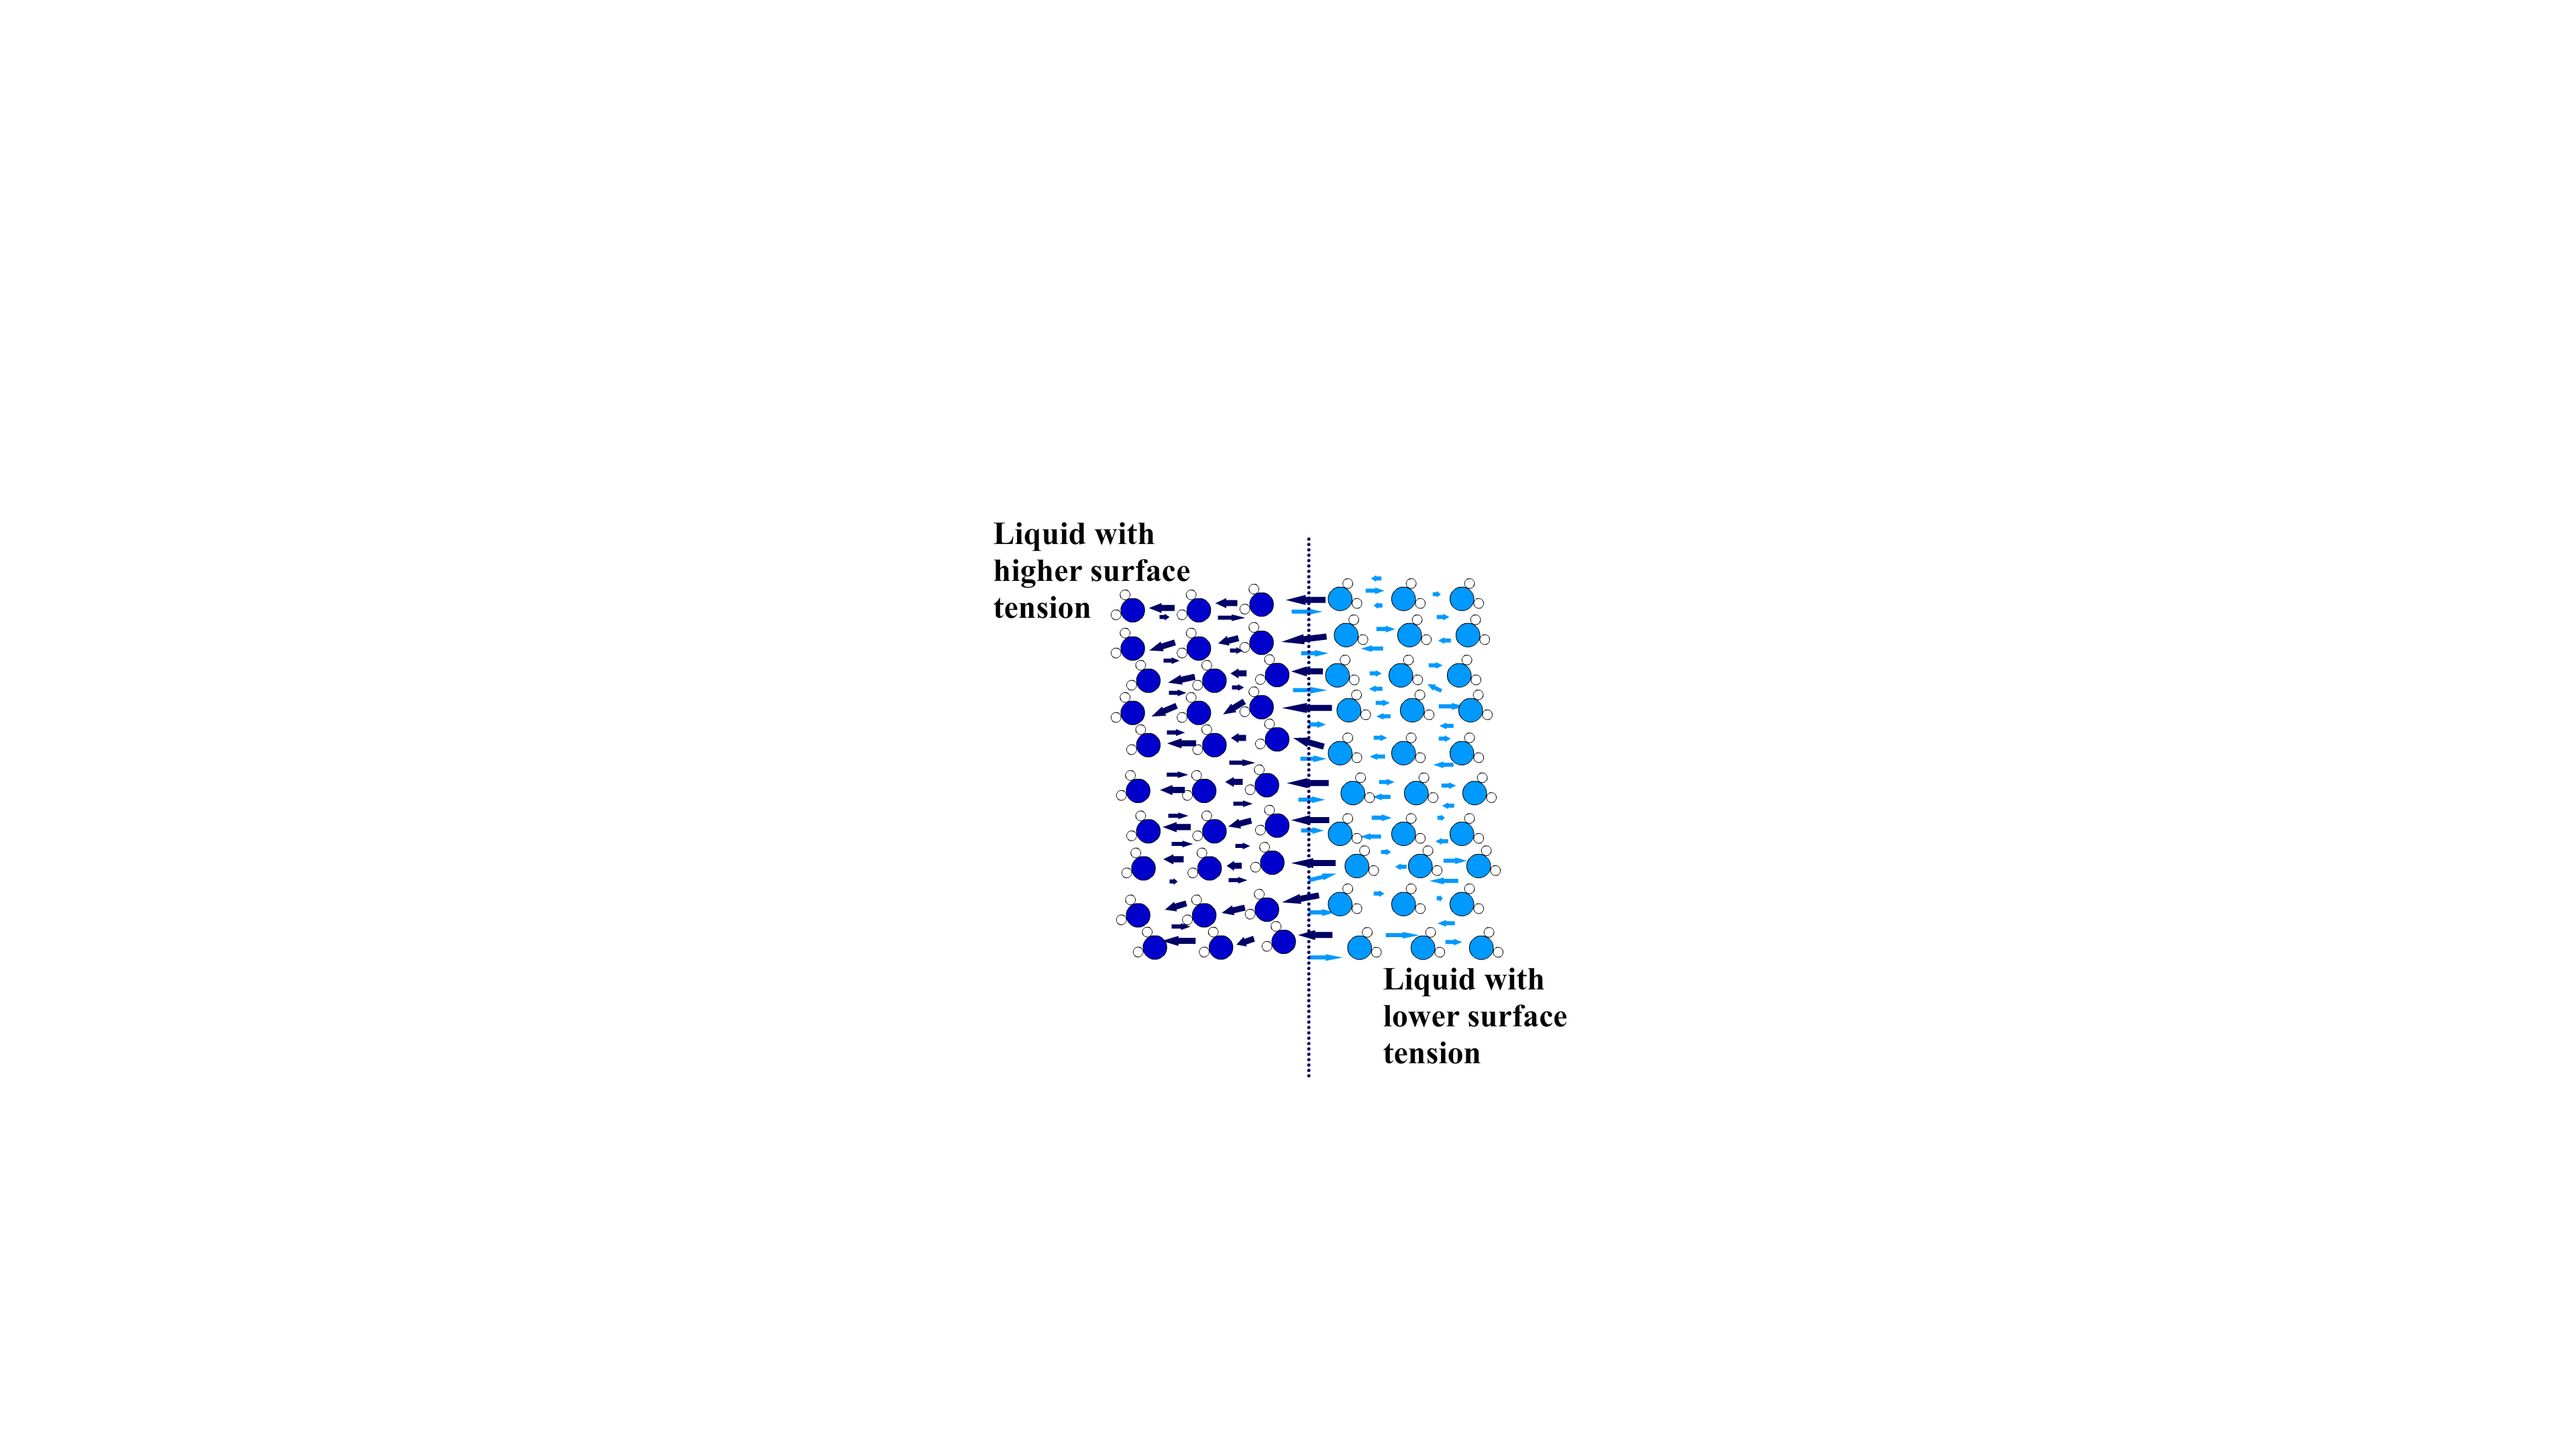 Liquid with
higher surface
tension
Liquid with
lower surface
tension